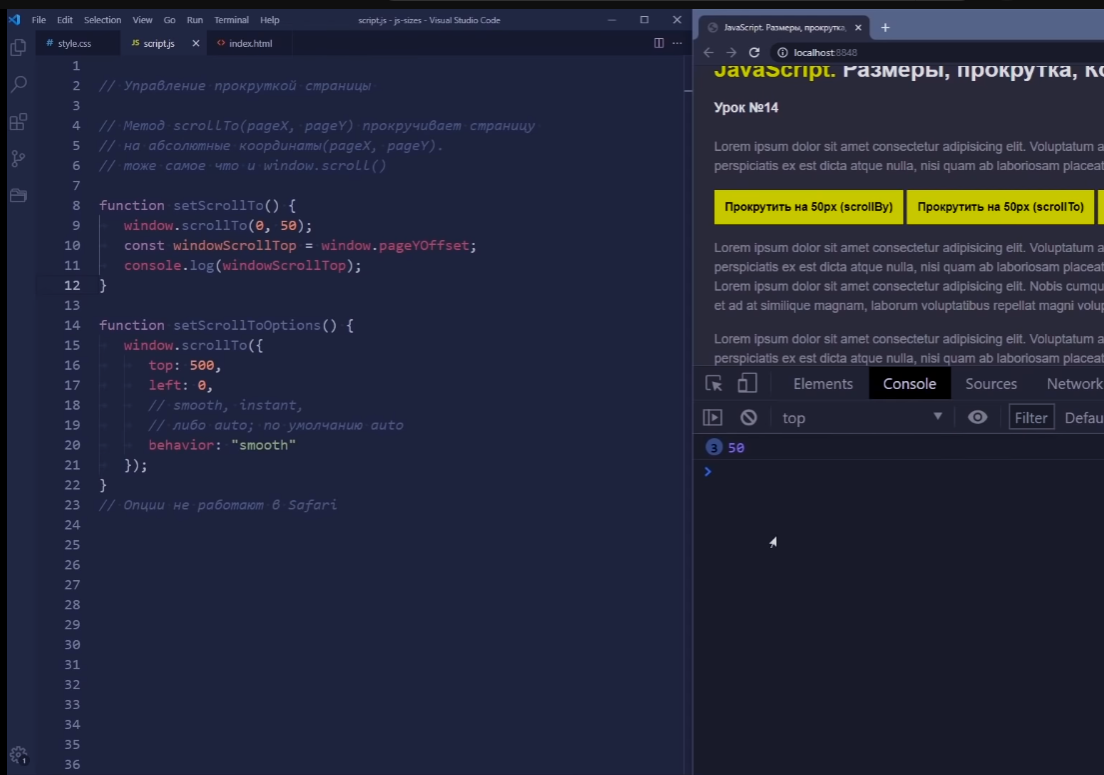 File Edit Selection View Go Run Terminal Help script.js - js-sizes - Visual Studio Code
# style.css JS script.js × <> index.html
1
2 // Управление прокруткой страницы
3
4 // Метод scrollTo(pageX, pageY) прокручивает страницу
5 // на абсолютные координаты(pageX, pageY).
6 // тоже самое что и window.scroll()
7
8 function setScrollTo() {
9 window.scrollTo(0, 50);
10 const windowScrollTop = window.pageYOffset;
11 console.log(windowScrollTop);
12 }
13
14 function setScrollToOptions() {
15 window.scrollTo({
16 top: 500,
17 left: 0,
18 // smooth, instant,
19 // либо auto; по умолчанию auto
20 behavior: "smooth"
21 });
22 }
23 // Опции не работают в Safari
24
25
26
27
28
29
30
31
32
33
34
35
36
1
JavaScript. Размеры, прокрутка,
localhost:8848
JavaScript. Размеры, прокрутка, Ко
Урок №14
Lorem ipsum dolor sit amet consectetur adipisicing elit. Voluptatum a
perspiciatis ex est dicta atque nulla, nisi quam ab laboriosam placeat
Прокрутить на 50px (scrollBy) Прокрутить на 50px (scrollTo)
Lorem ipsum dolor sit amet consectetur adipisicing elit. Voluptatum a
perspiciatis ex est dicta atque nulla, nisi quam ab laboriosam placeat
Lorem ipsum dolor sit amet consectetur adipisicing elit. Nobis cumqu
et ad at similique magnam, laborum voluptatibus repellat magni volup
Lorem ipsum dolor sit amet consectetur adipisicing elit. Voluptatum a
perspiciatis ex est dicta atque nulla, nisi quam ab laboriosam placeat
Elements Console Sources Network
top Filter Defau
3 50